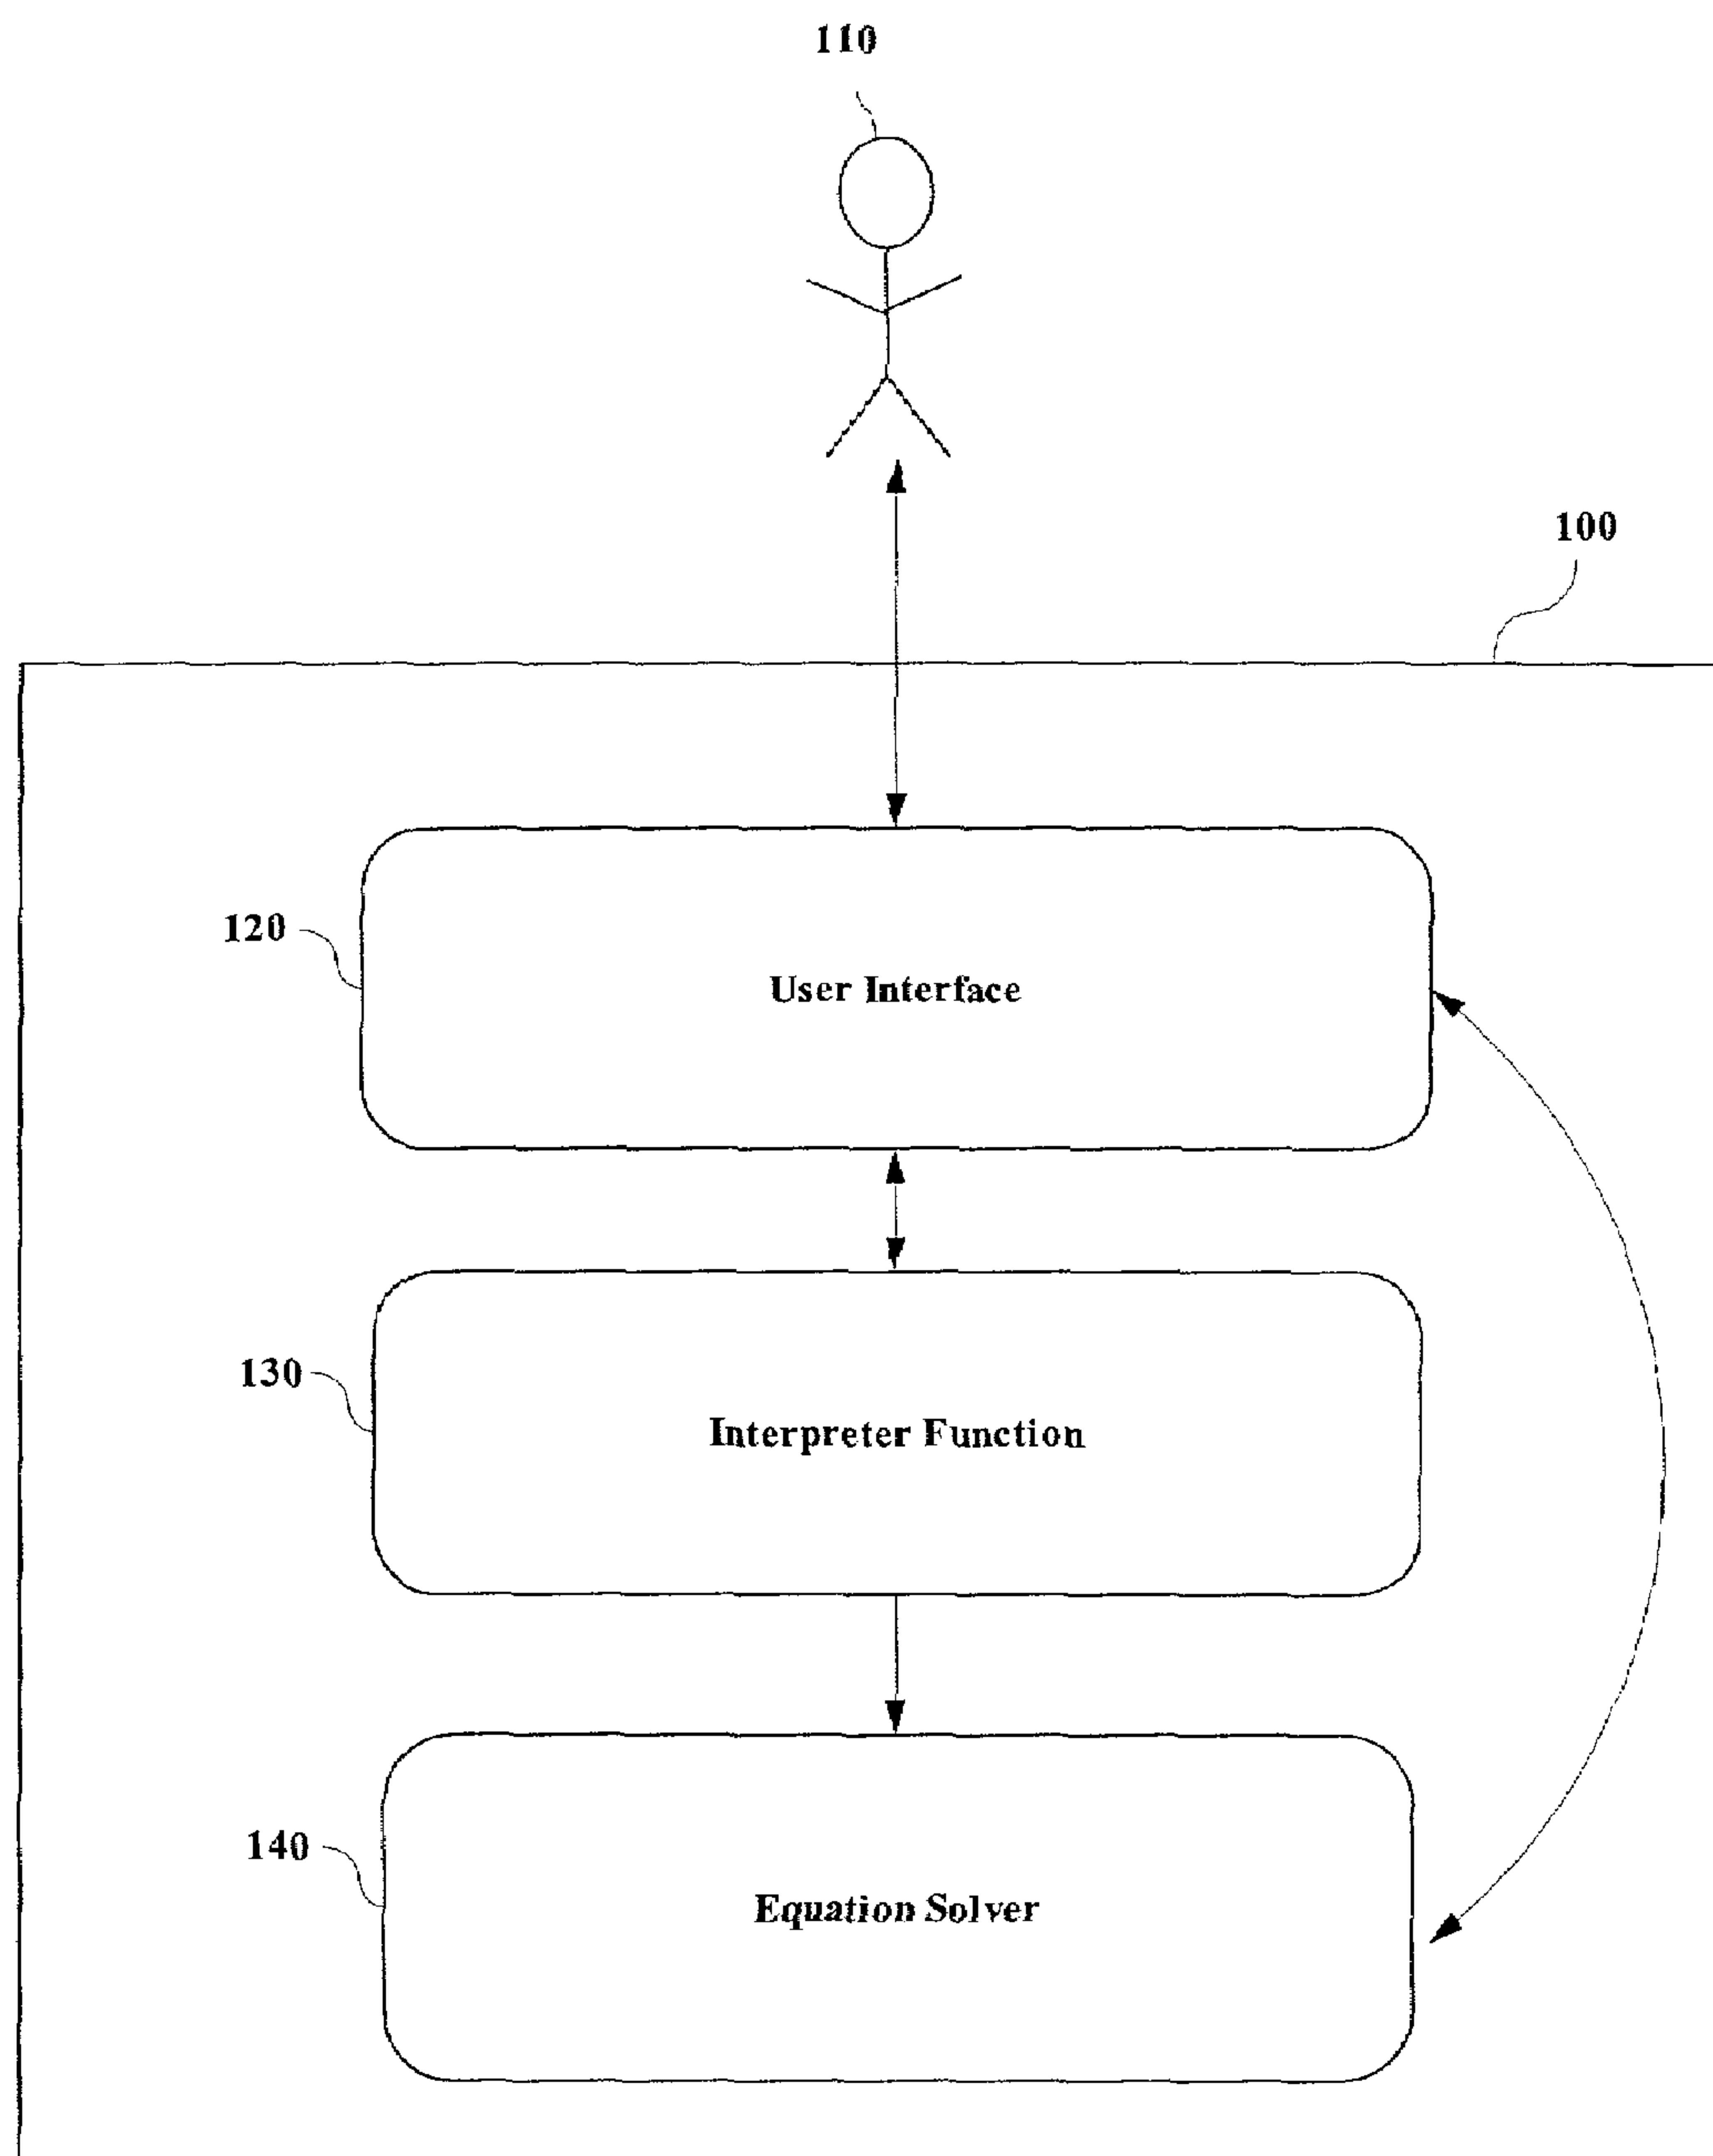 110
100
120
User Interface
130
Interpreter Function
140
Equation Solver